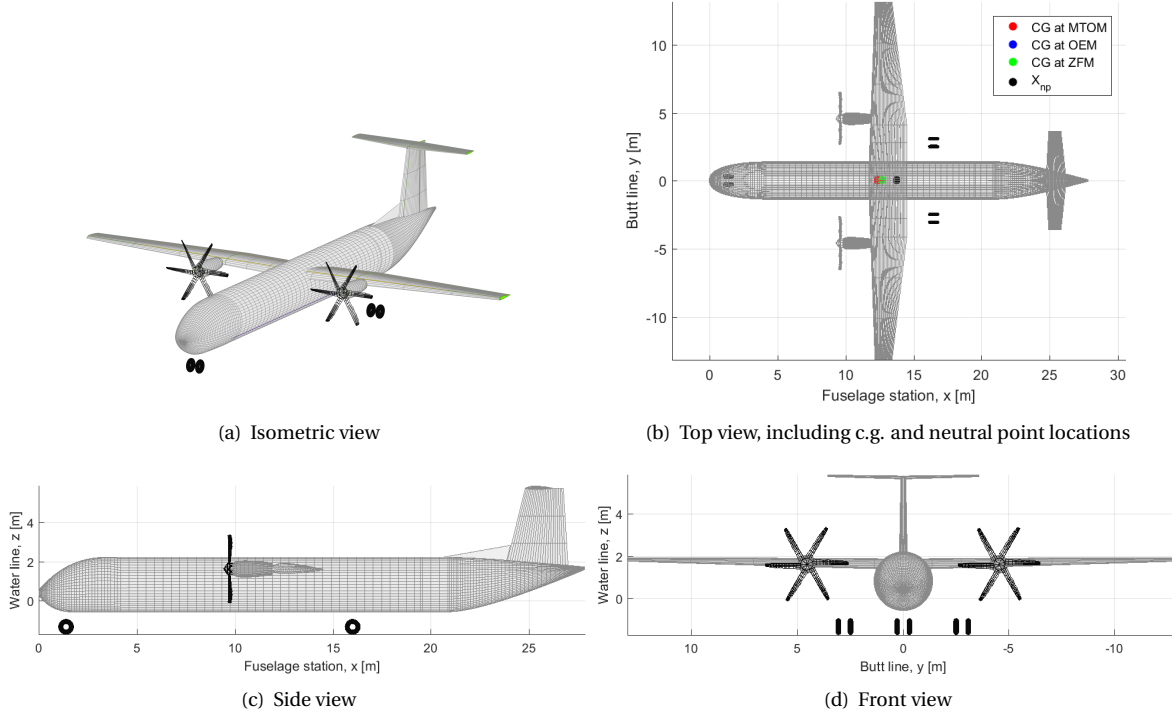 CG at MTOM
CG at OEM
CG at ZFM
X_np
Butt line, y [m]
10
5
0
-5
-10
0
5
10
15
20
25
30
Fuselage station, x [m]
(a) Isometric view
(b) Top view, including c.g. and neutral point locations
Water line, z [m]
4
2
0
0
5
10
15
20
25
Fuselage station, x [m]
(c) Side view
Water line, z [m]
4
2
0
10
5
0
-5
-10
Butt line, y [m]
(d) Front view